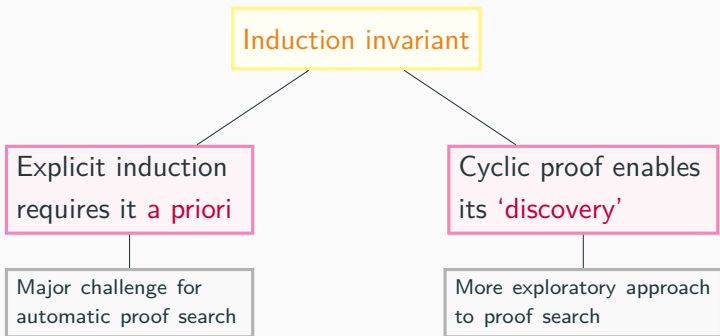 Induction invariant
Explicit induction
requires it a priori
Cyclic proof enables
its ‘discovery’
Major challenge for
automatic proof search
More exploratory approach
to proof search